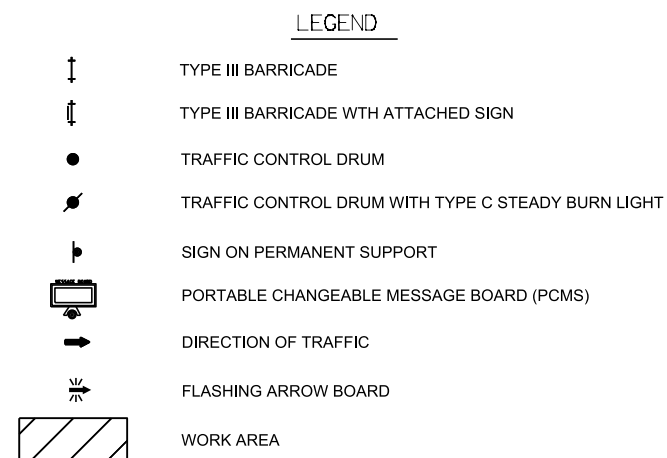 LEGEND
TYPE III BARRICADE
TYPE III BARRICADE WTH ATTACHED SIGN
TRAFFIC CONTROL DRUM
TRAFFIC CONTROL DRUM WITH TYPE C STEADY BURN LIGHT
SIGN ON PERMANENT SUPPORT
MESSAGE BOARD
PORTABLE CHANGEABLE MESSAGE BOARD (PCMS)
DIRECTION OF TRAFFIC
FLASHING ARROW BOARD
WORK AREA